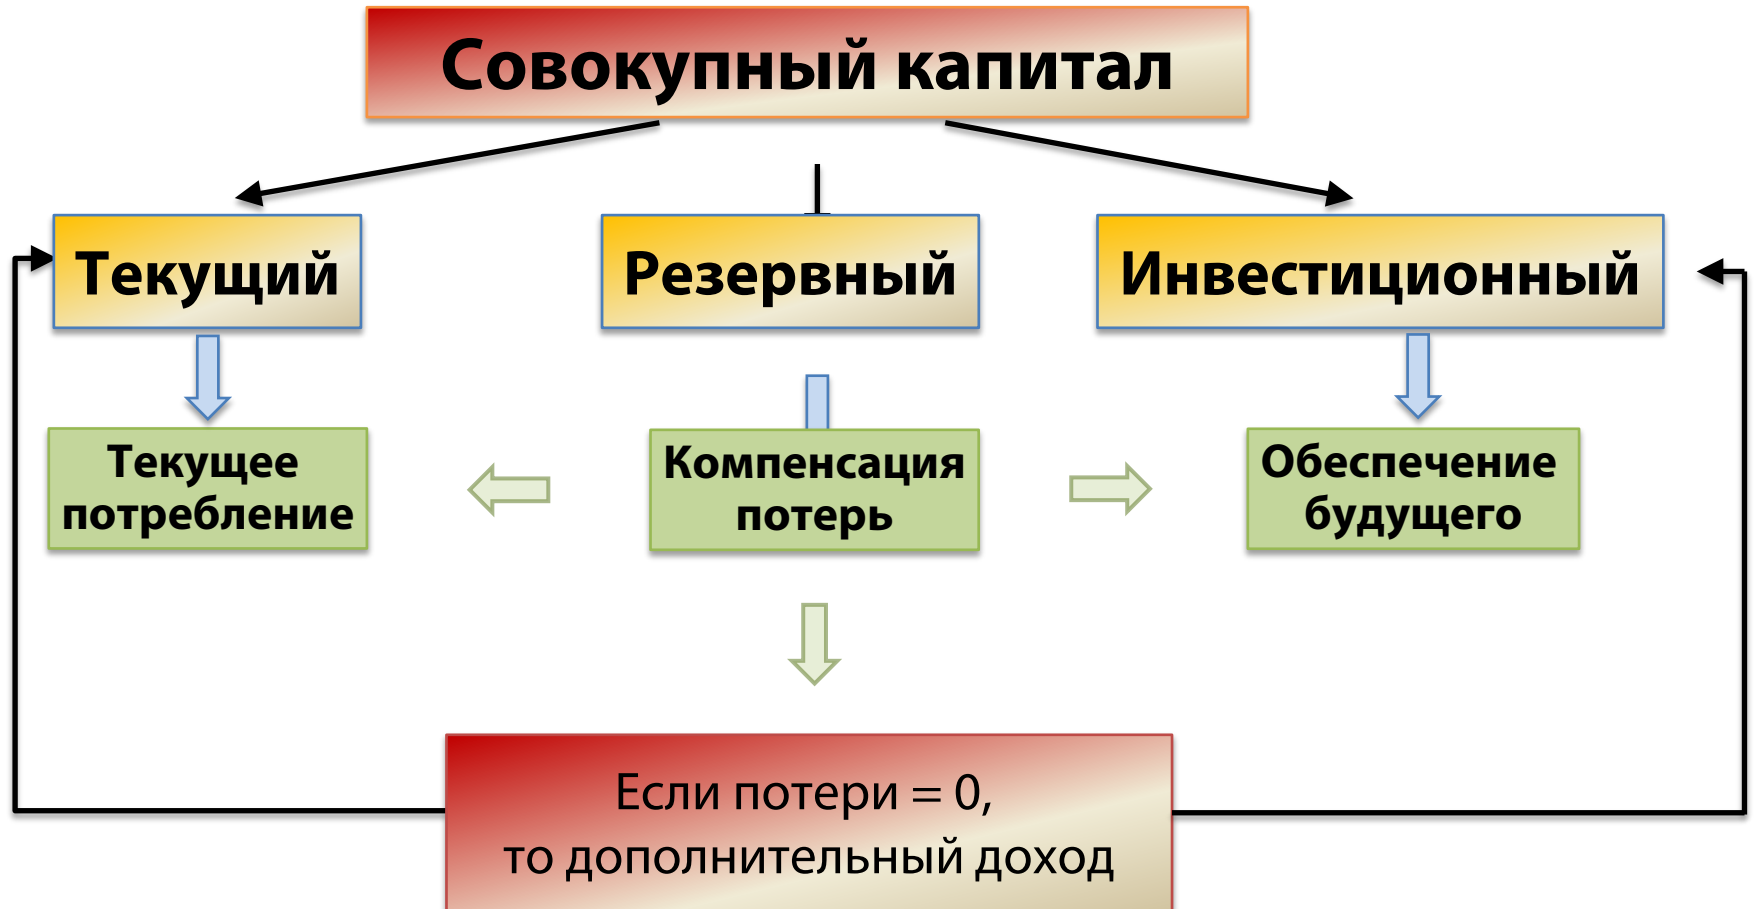 Совокупный капитал
Текущий
Резервный
Инвестиционный
Текущее
потребление
Компенсация
потерь
Обеспечение
будущего
Если потери = 0,
то дополнительный доход